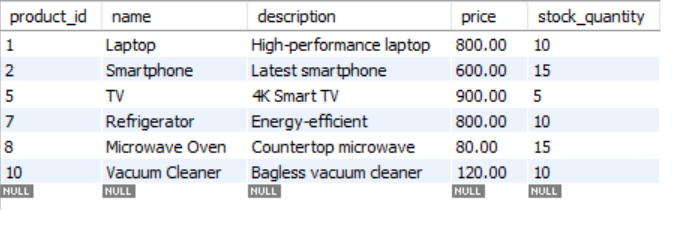 product_id name description price stock_quantity
1 Laptop High-performance laptop 800.00 10
2 Smartphone Latest smartphone 600.00 15
5 TV 4K Smart TV 900.00 5
7 Refrigerator Energy-efficient 800.00 10
8 Microwave Oven Countertop microwave 80.00 15
10 Vacuum Cleaner Bagless vacuum cleaner 120.00 10
NULL NULL NULL NULL NULL